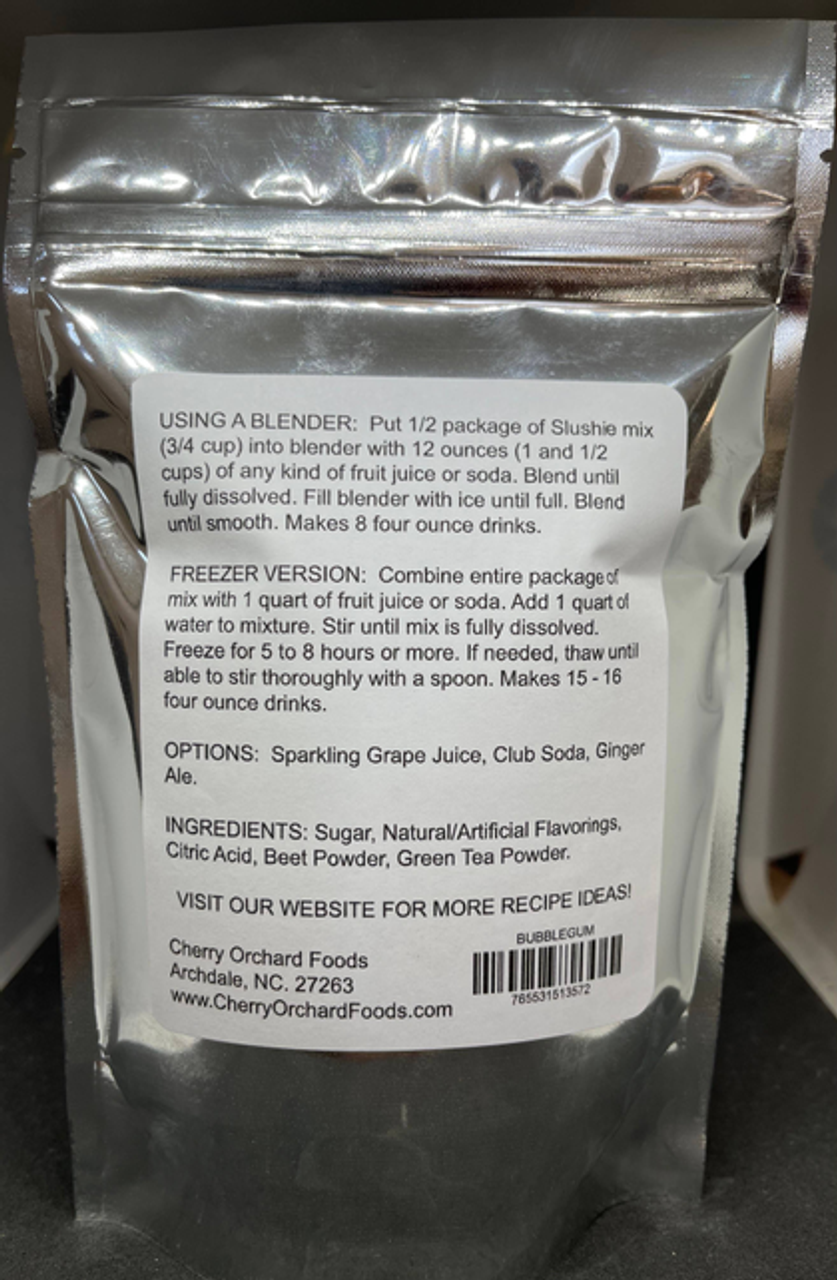 USING A BLENDER: Put 1/2 package of Slushie mix
(3/4 cup) into blender with 12 ounces (1 and 1/2
cups) of any kind of fruit juice or soda. Blend until
fully dissolved. Fill blender with ice until full. Blend
until smooth. Makes 8 four ounce drinks.
FREEZER VERSION: Combine entire package of
mix with 1 quart of fruit juice or soda. Add 1 quart of
water to mixture. Stir until mix is fully dissolved.
Freeze for 5 to 8 hours or more. If needed, thaw until
able to stir thoroughly with a spoon. Makes 15 - 16
four ounce drinks.
OPTIONS: Sparkling Grape Juice, Club Soda, Ginger
Ale.
INGREDIENTS: Sugar, Natural/Artificial Flavorings,
Citric Acid, Beet Powder, Green Tea Powder.
VISIT OUR WEBSITE FOR MORE RECIPE IDEAS!
Cherry Orchard Foods
Archdale, NC. 27263
www.CherryOrchardFoods.com
BUBBLEGUM
765531513572